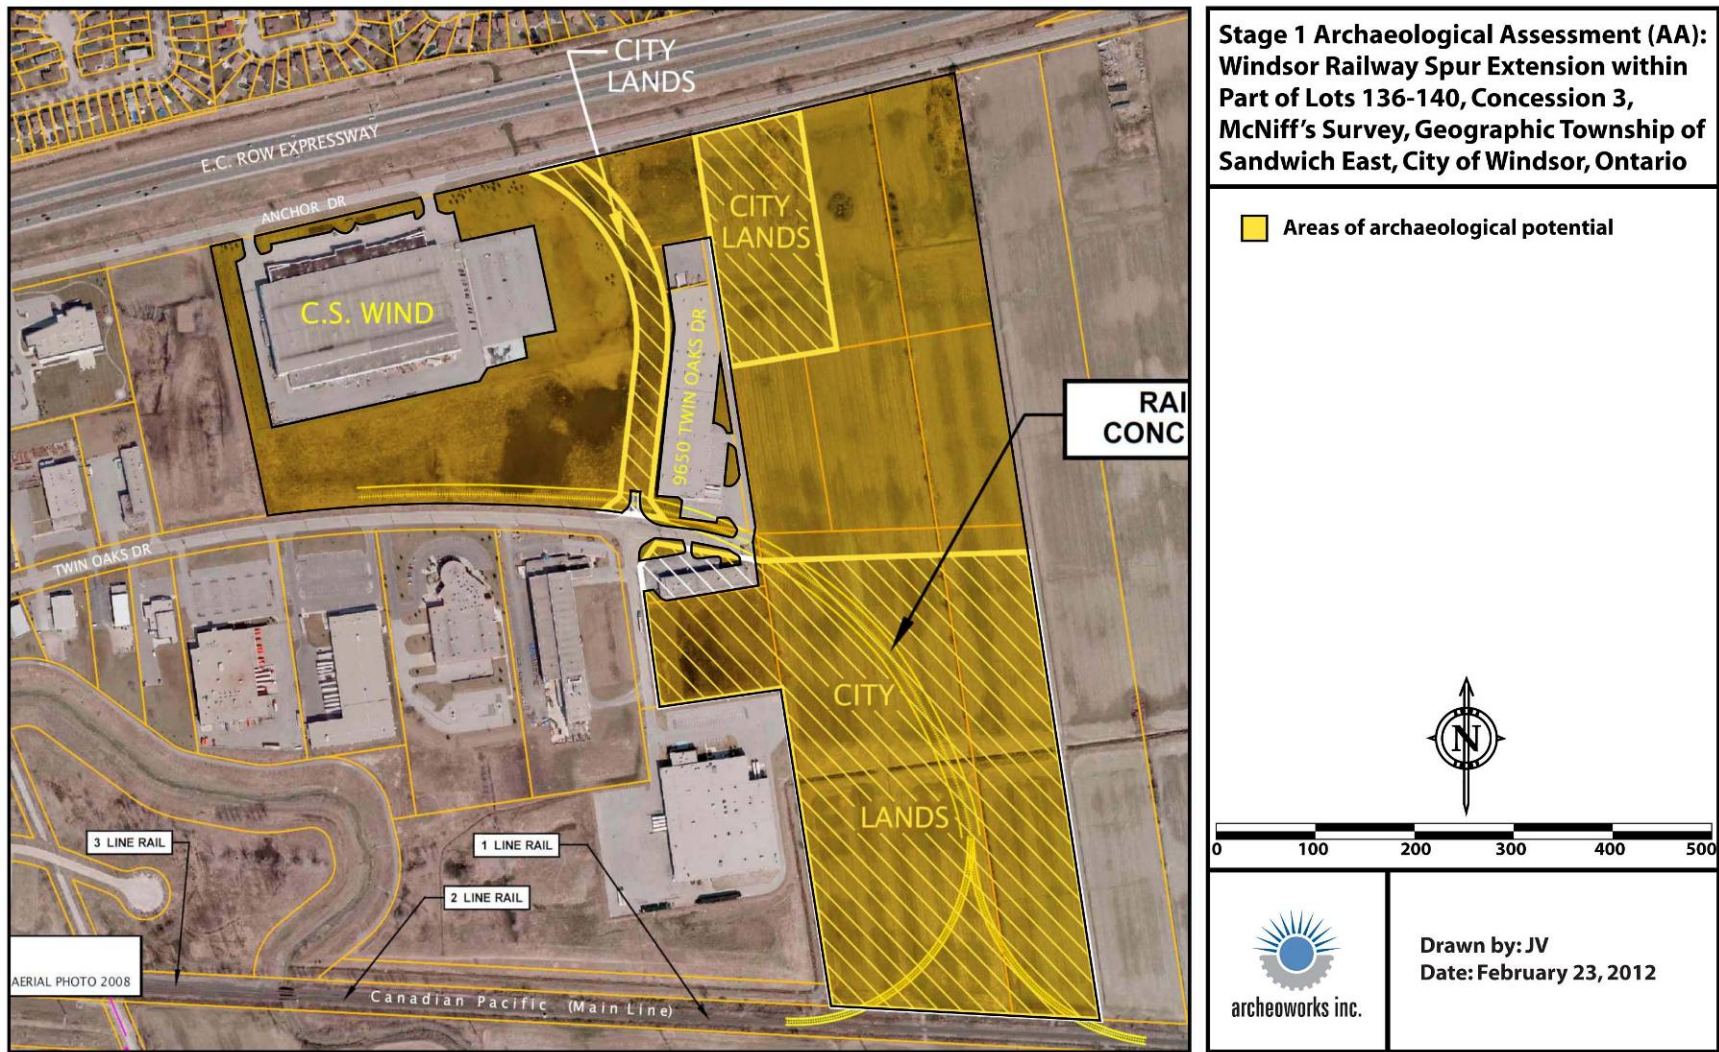 CITY
LANDS
E.C. ROW EXPRESSWAY
ANCHOR DR
CITY
LANDS
C.S. WIND
9650 TWIN OAKS DR
RAI
CONC
TWIN OAKS DR
CITY
LANDS
3 LINE RAIL
1 LINE RAIL
2 LINE RAIL
AERIAL PHOTO 2008
Canadian Pacific (Main Line)
Stage 1 Archaeological Assessment (AA):
Windsor Railway Spur Extension within
Part of Lots 136-140, Concession 3,
McNiff's Survey, Geographic Township of
Sandwich East, City of Windsor, Ontario
Areas of archaeological potential
N
0 100 200 300 400 500
archeoworks inc.
Drawn by: JV
Date: February 23, 2012